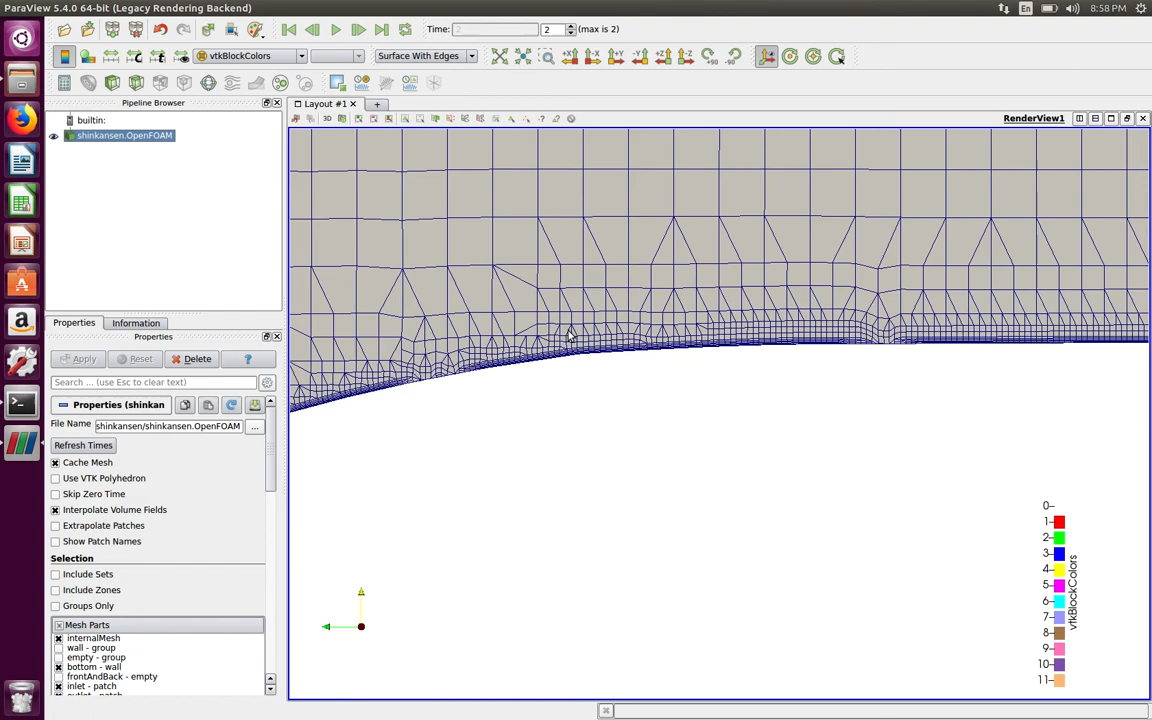 ParaView 5.4.0 64-bit (Legacy Rendering Backend)
En
8:58 PM
Time: 2
2
(max is 2)
vtkBlockColors
Surface With Edges
+X
-X
+Y
-Y
+Z
-Z
Pipeline Browser
Layout #1
builtin:
shinkansen.OpenFOAM
3D
RenderView1
Properties
Information
Properties
Apply
Reset
Delete
?
Search ... (use Esc to clear text)
Properties (shinkan
File Name
shinkansen/shinkansen.OpenFOAM
...
Refresh Times
Cache Mesh
Use VTK Polyhedron
Skip Zero Time
Interpolate Volume Fields
Extrapolate Patches
Show Patch Names
Selection
Include Sets
Include Zones
Groups Only
Mesh Parts
internalMesh
wall - group
empty - group
bottom - wall
frontAndBack - empty
inlet - patch
outlet - patch
0
1
2
3
4
5
6
7
8
9
10
11
vtkBlockColors